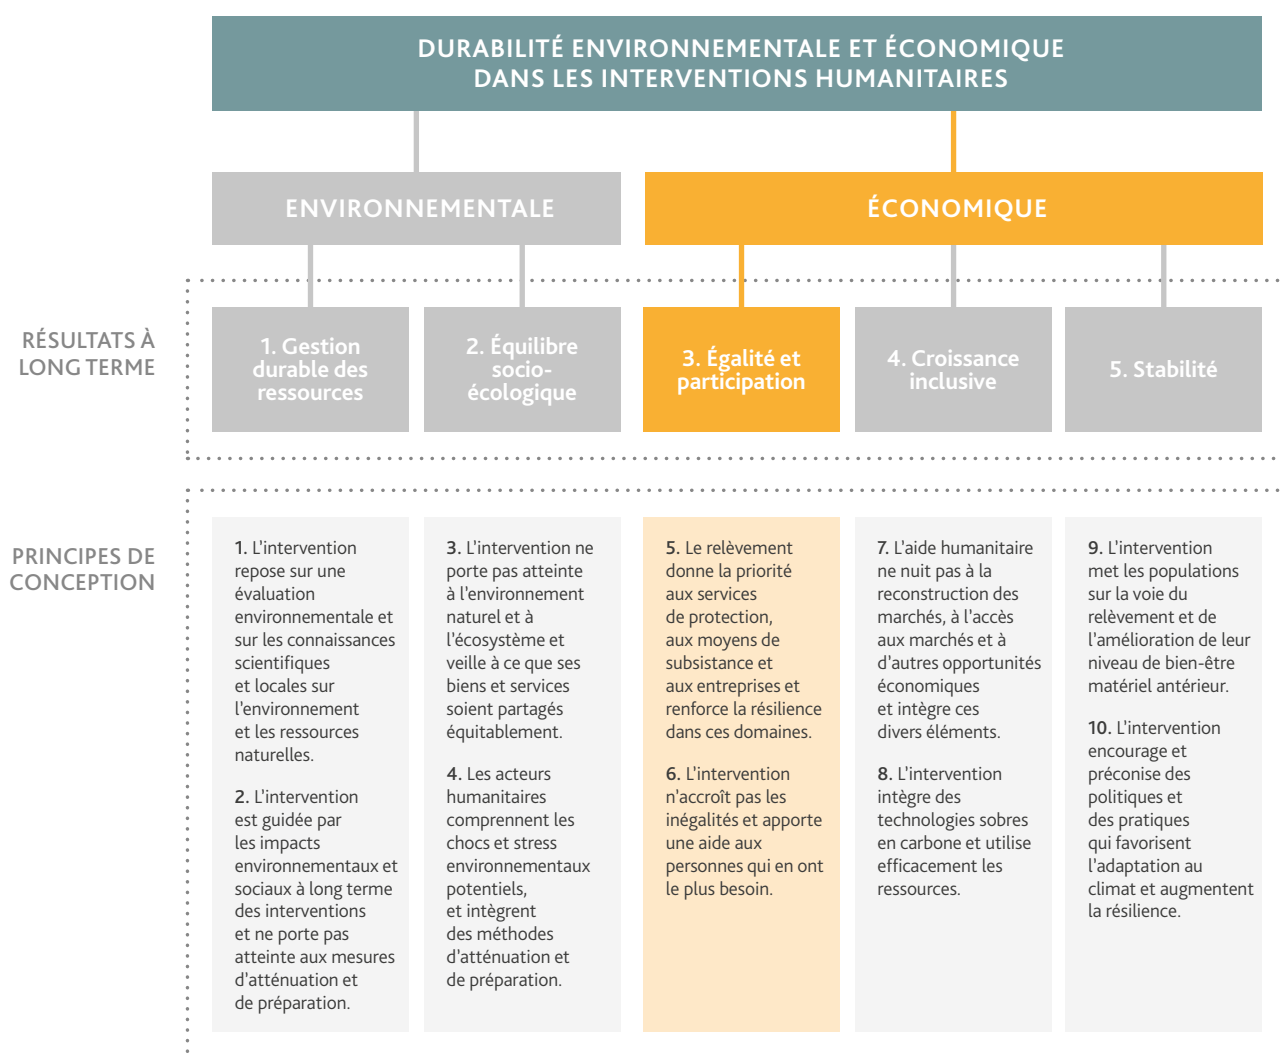 DURABILITÉ ENVIRONNEMENTALE ET ÉCONOMIQUE
DANS LES INTERVENTIONS HUMANITAIRES
ENVIRONNEMENTALE
ÉCONOMIQUE
RÉSULTATS À
LONG TERME
1. Gestion
durable des
ressources
2. Équilibre
socio-
écologique
3. Égalité et
participation
4. Croissance
inclusive
5. Stabilité
PRINCIPES DE
CONCEPTION
1. L'intervention
repose sur une
évaluation
environnementale et
sur les connaissances
scientifiques
et locales sur
l'environnement
et les ressources
naturelles.
2. L'intervention
est guidée par
les impacts
environnementaux et
sociaux à long terme
des interventions
et ne porte pas
atteinte aux mesures
d'atténuation et
de préparation.
3. L'intervention ne
porte pas atteinte
à l'environnement
naturel et à
l'écosystème et
veille à ce que ses
biens et services
soient partagés
équitablement.
4. Les acteurs
humanitaires
comprennent les
chocs et stress
environnementaux
potentiels,
et intègrent
des méthodes
d'atténuation et
de préparation.
5. Le relèvement
donne la priorité
aux services
de protection,
aux moyens de
subsistance et
aux entreprises et
renforce la résilience
dans ces domaines.
6. L'intervention
n'accroît pas les
inégalités et apporte
une aide aux
personnes qui en ont
le plus besoin.
7. L'aide humanitaire
ne nuit pas à la
reconstruction des
marchés, à l'accès
aux marchés et à
d'autres opportunités
économiques
et intègre ces
divers éléments.
8. L'intervention
intègre des
technologies sobres
en carbone et utilise
efficacement les
ressources.
9. L'intervention
met les populations
sur la voie du
relèvement et de
l'amélioration de leur
niveau de bien-être
matériel antérieur.
10. L'intervention
encourage et
préconise des
politiques et
des pratiques
qui favorisent
l'adaptation au
climat et augmentent
la résilience.